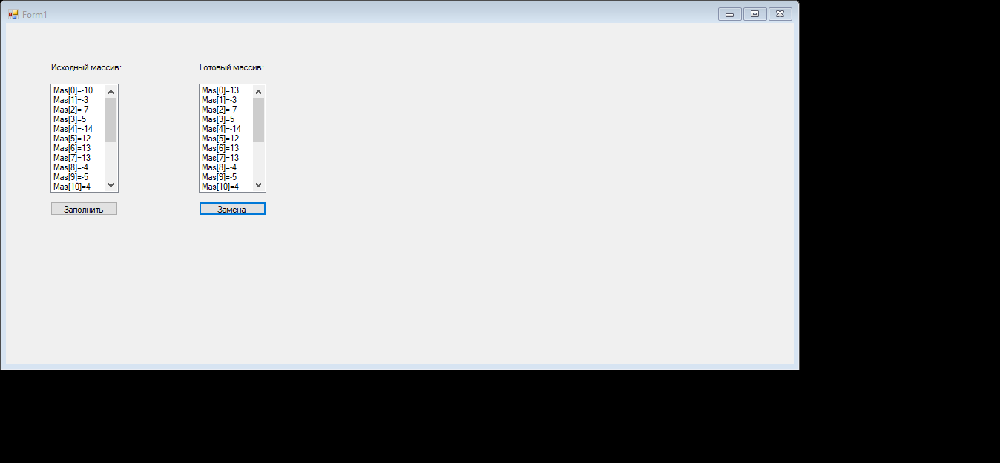 Form1
Исходный массив:
Mas[0]=-10
Mas[1]=-3
Mas[2]=-7
Mas[3]=5
Mas[4]=-14
Mas[5]=12
Mas[6]=13
Mas[7]=13
Mas[8]=-4
Mas[9]=-5
Mas[10]=4
Заполнить
Готовый массив:
Mas[0]=13
Mas[1]=-3
Mas[2]=-7
Mas[3]=5
Mas[4]=-14
Mas[5]=12
Mas[6]=13
Mas[7]=13
Mas[8]=-4
Mas[9]=-5
Mas[10]=4
Замена